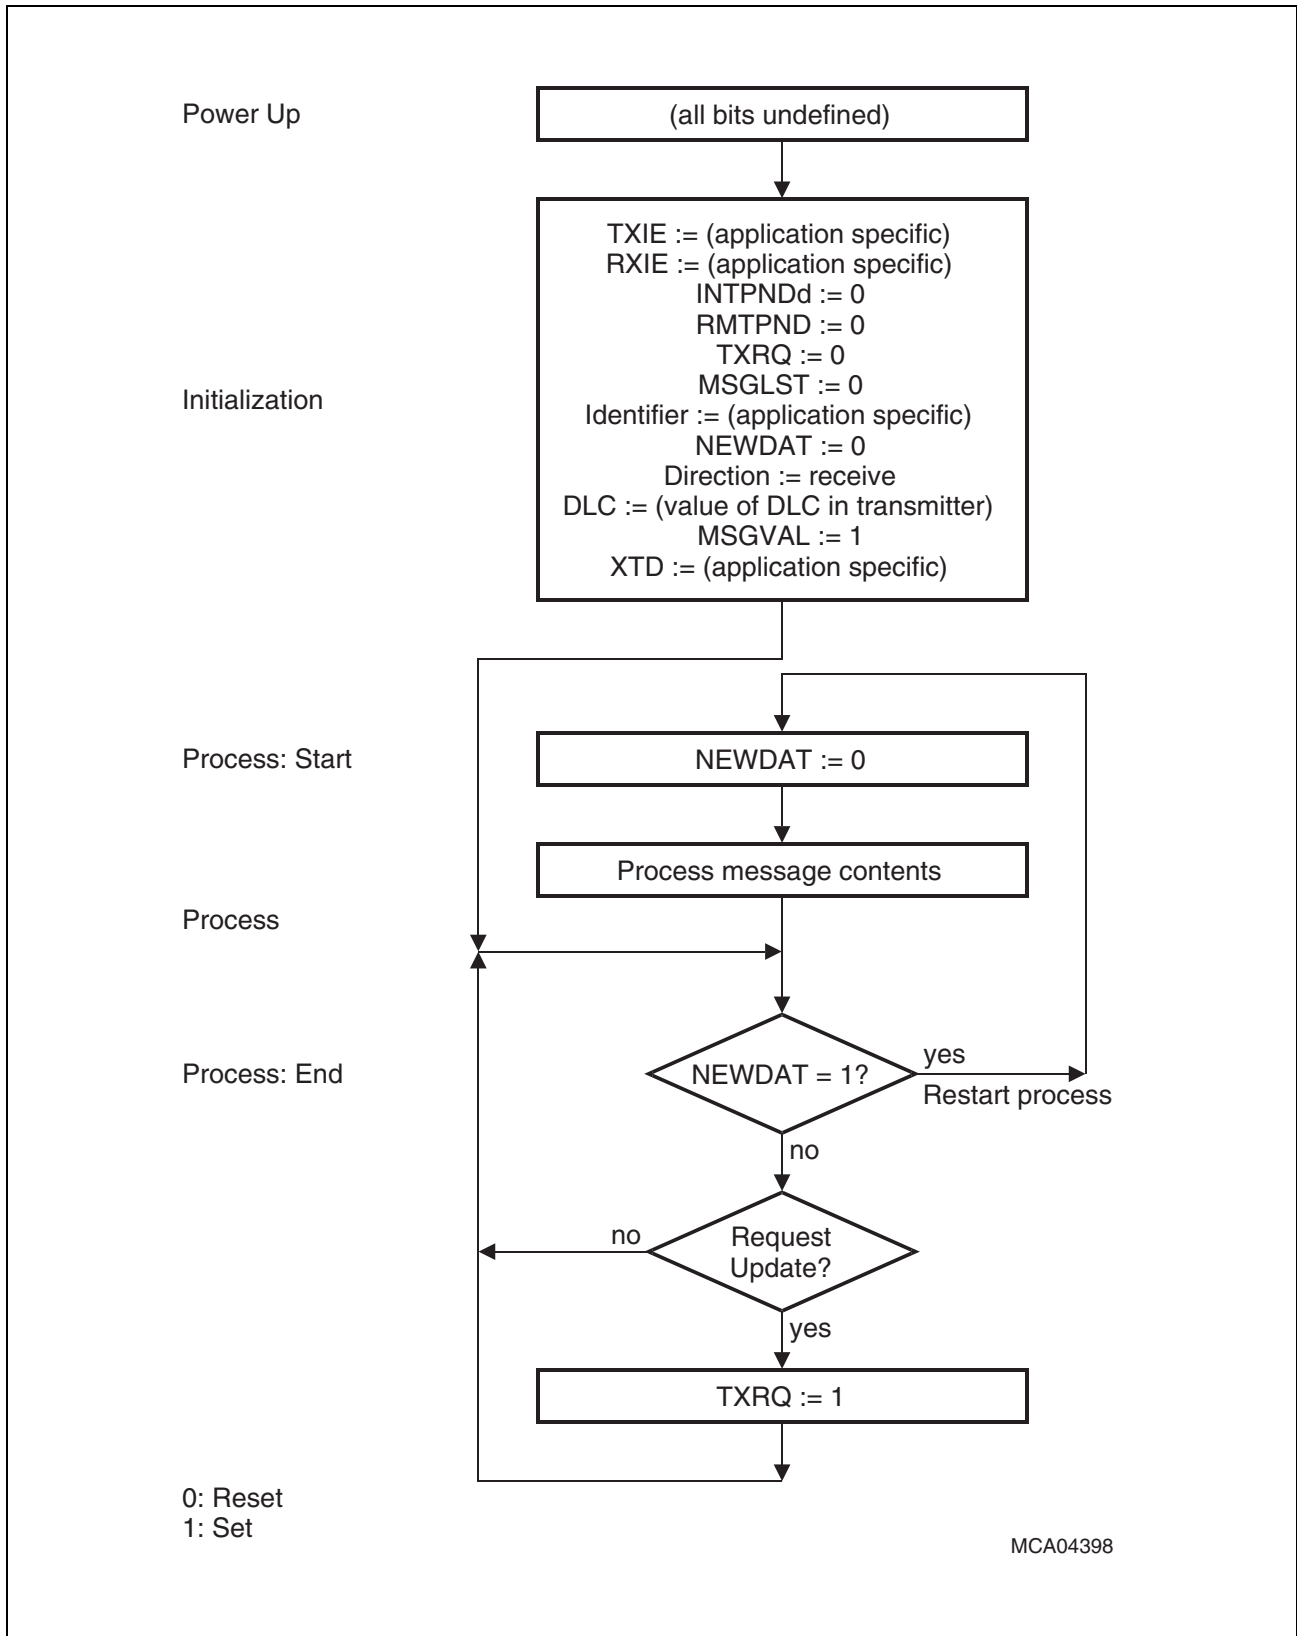 Power Up
(all bits undefined)
TXIE := (application specific)
RXIE := (application specific)
INTPNDd := 0
RMTPND := 0
TXRQ := 0
MSGLST := 0
Initialization
Identifier := (application specific)
NEWDAT := 0
Direction := receive
DLC := (value of DLC in transmitter)
MSGVAL := 1
XTD := (application specific)
Process: Start
NEWDAT := 0
Process message contents
Process
Process: End
NEWDAT = 1?
yes
Restart process
no
no
Request
Update?
yes
TXRQ := 1
0: Reset
1: Set
MCA04398